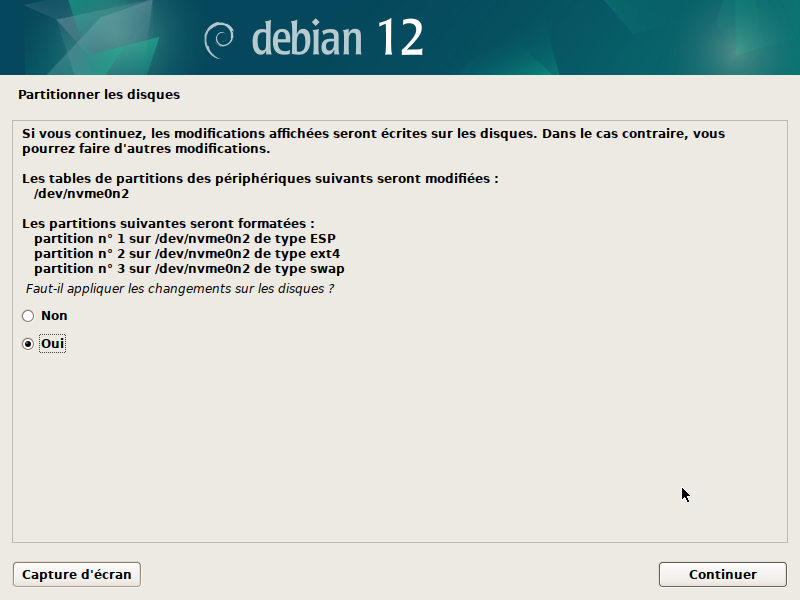 debian 12
Partitionner les disques
Si vous continuez, les modifications affichées seront écrites sur les disques. Dans le cas contraire, vous
pourrez faire d'autres modifications.
Les tables de partitions des périphériques suivants seront modifiées :
/dev/nvme0n2
Les partitions suivantes seront formatées :
partition n° 1 sur /dev/nvme0n2 de type ESP
partition n° 2 sur /dev/nvme0n2 de type ext4
partition n° 3 sur /dev/nvme0n2 de type swap
Faut-il appliquer les changements sur les disques ?
Non
Oui
Capture d'écran
Continuer